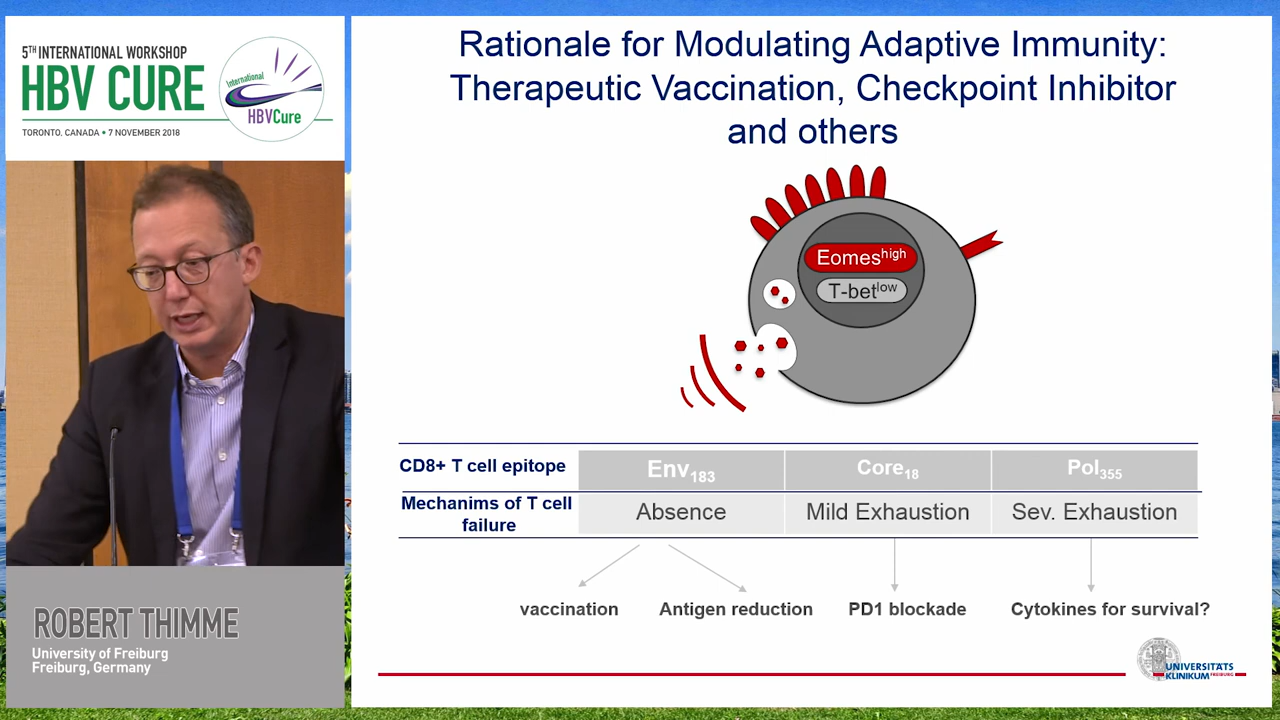 5TH INTERNATIONAL WORKSHOP
HBV CURE
TORONTO. CANADA • 7 NOVEMBER 2018
International
HBVCure
ROBERT THIMME
University of Freiburg
Freiburg, Germany
Rationale for Modulating Adaptive Immunity:
Therapeutic Vaccination, Checkpoint Inhibitor
and others
Eomeshigh
T-betlow
CD8+ T cell epitope Env183 Core18 Pol355
Mechanims of T cell
failure
Absence Mild Exhaustion Sev. Exhaustion
vaccination Antigen reduction PD1 blockade Cytokines for survival?
UNIVERSITÄTS
KLINIKUM